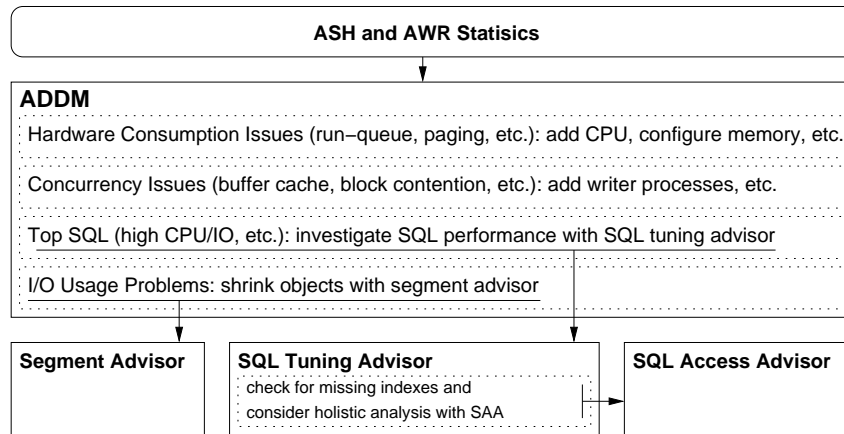 ASH and AWR Statisics
ADDM
Hardware Consumption Issues (run−queue, paging, etc.): add CPU, configure memory, etc.
Concurrency Issues (buffer cache, block contention, etc.): add writer processes, etc.
Top SQL (high CPU/IO, etc.): investigate SQL performance with SQL tuning advisor
I/O Usage Problems: shrink objects with segment advisor
Segment Advisor
SQL Tuning Advisor
check for missing indexes and
consider holistic analysis with SAA
SQL Access Advisor